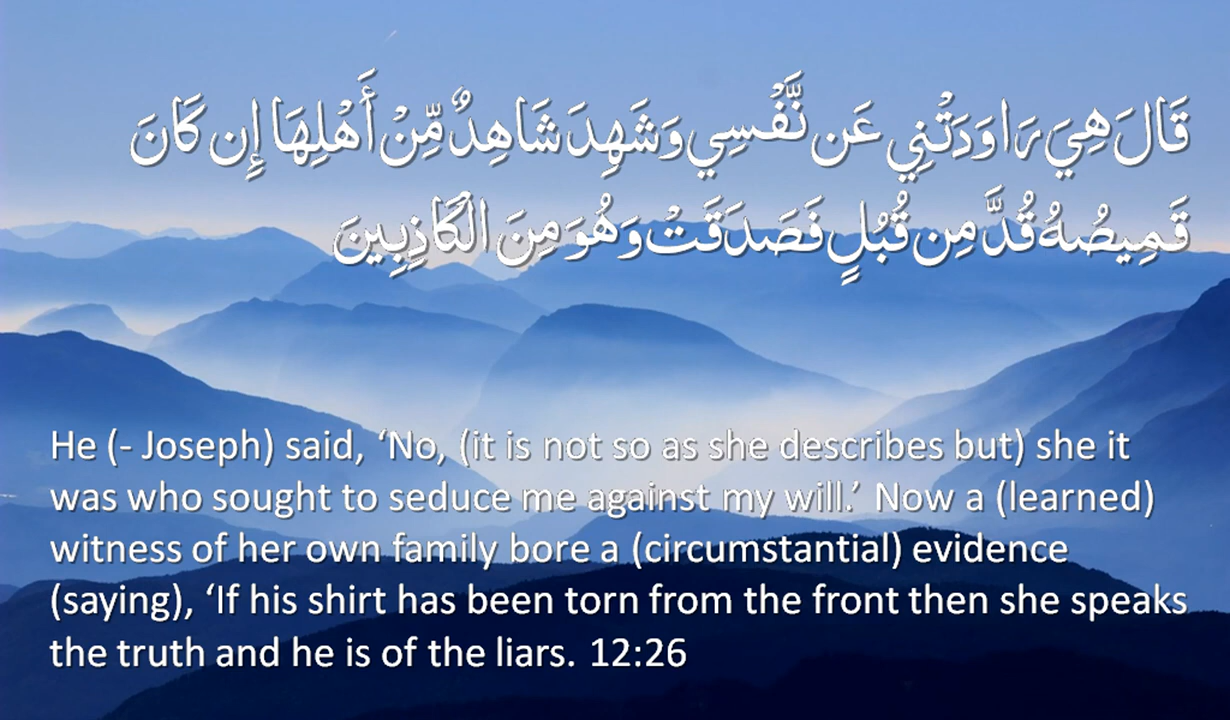 قَالَ هِيَ رَاوَدَتْنِي عَن نَّفْسِي وَشَهِدَ شَاهِدٌ مِّنْ أَهْلِهَا إِن كَانَ
قَمِيصُهُ قُدَّ مِن قُبُلٍ فَصَدَقَتْ وَهُوَ مِنَ الْكَاذِبِينَ
He (- Joseph) said, ‘No, (it is not so as she describes but) she it
was who sought to seduce me against my will.’ Now a (learned)
witness of her own family bore a (circumstantial) evidence
(saying), ‘If his shirt has been torn from the front then she speaks
the truth and he is of the liars. 12:26